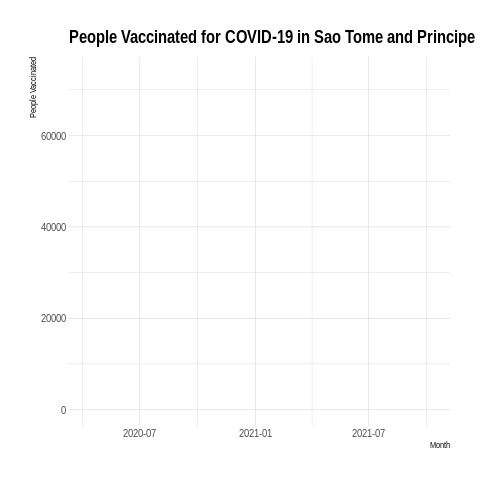 People Vaccinated for COVID-19 in Sao Tome and Principe
People Vaccinated
60000
40000
20000
0
2020-07
2021-01
2021-07
Month